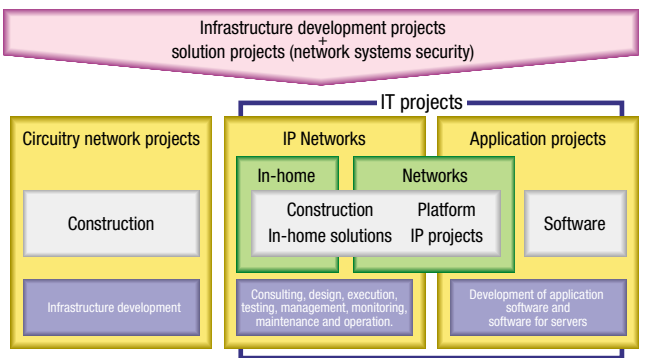 Infrastructure development projects
+
solution projects (network systems security)
IT projects
Circuitry network projects
Construction
Infrastructure development
IP Networks
In-home
Networks
Construction Platform
In-home solutions IP projects
Consulting, design, execution,
testing, management, monitoring,
maintenance and operation.
Application projects
Software
Development of application
software and
software for servers